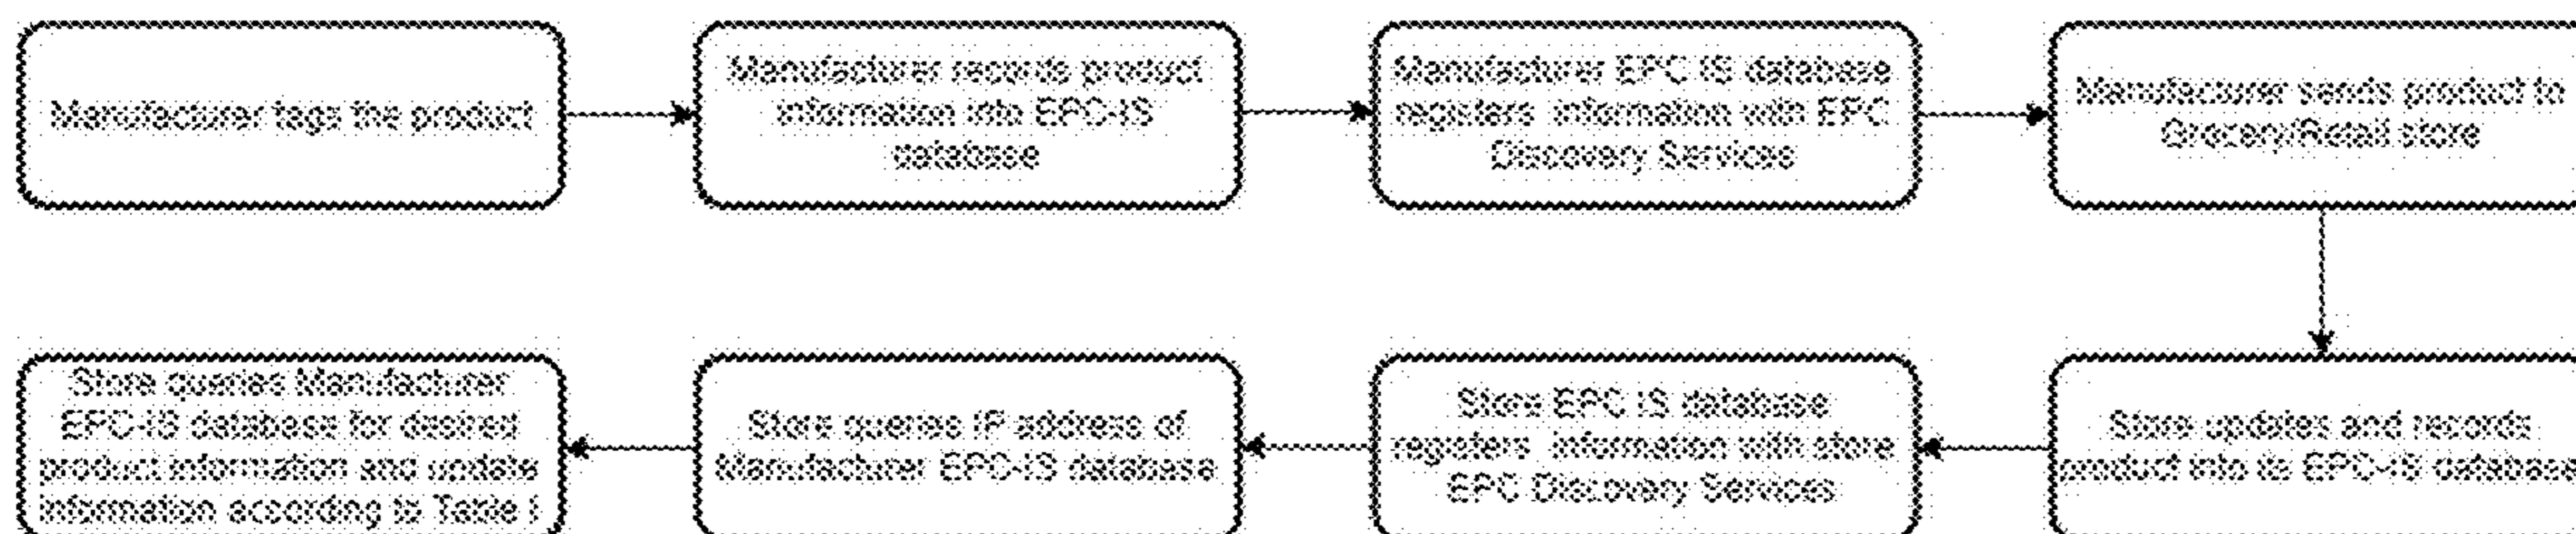 Manufacturer tags the product
Manufacturer records product
information into EPC-IS
database
Manufacturer EPC IS database
registers information with EPC
Discovery Services
Manufacturer sends product to
Grocery/Retail store
Store updates and records
product into its EPC-IS database
Store EPC IS database
registers information with store
EPC Discovery Services
Store queries IP address of
Manufacturer EPC-IS database
Store queries Manufacturer
EPC-IS database for desired
product information and update
information according to Table I